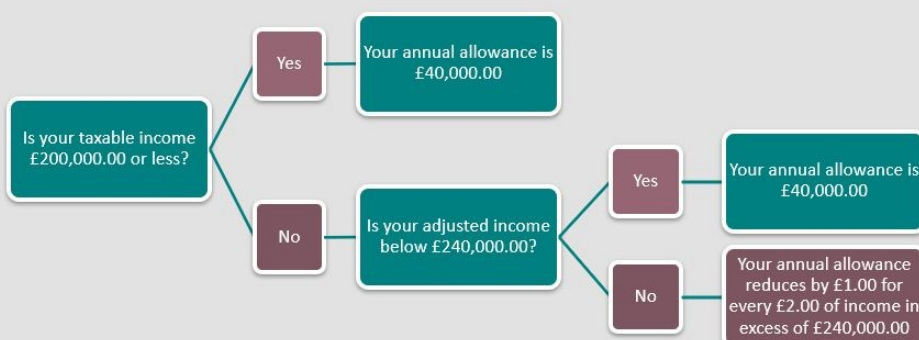 Is your taxable income
£200,000.00 or less?
Yes
Your annual allowance is
£40,000.00
No
Is your adjusted income
below £240,000.00?
Yes
Your annual allowance is
£40,000.00
No
Your annual allowance
reduces by £1.00 for
every £2.00 of income in
excess of £240,000.00